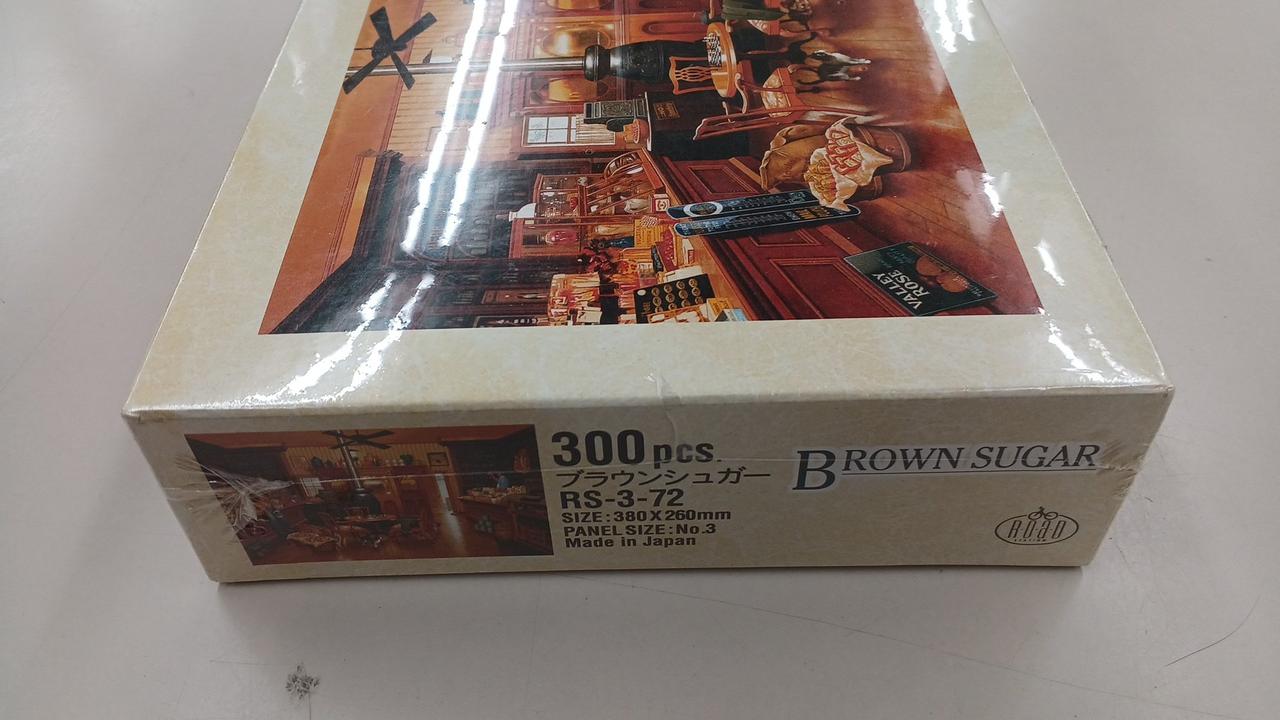 VALLEY
ROSE
300 pcs.
ブラウンシュガー
RS-3-72
SIZE:380X260mm
PANEL SIZE:No.3
Made in Japan
BROWN SUGAR
ROAD